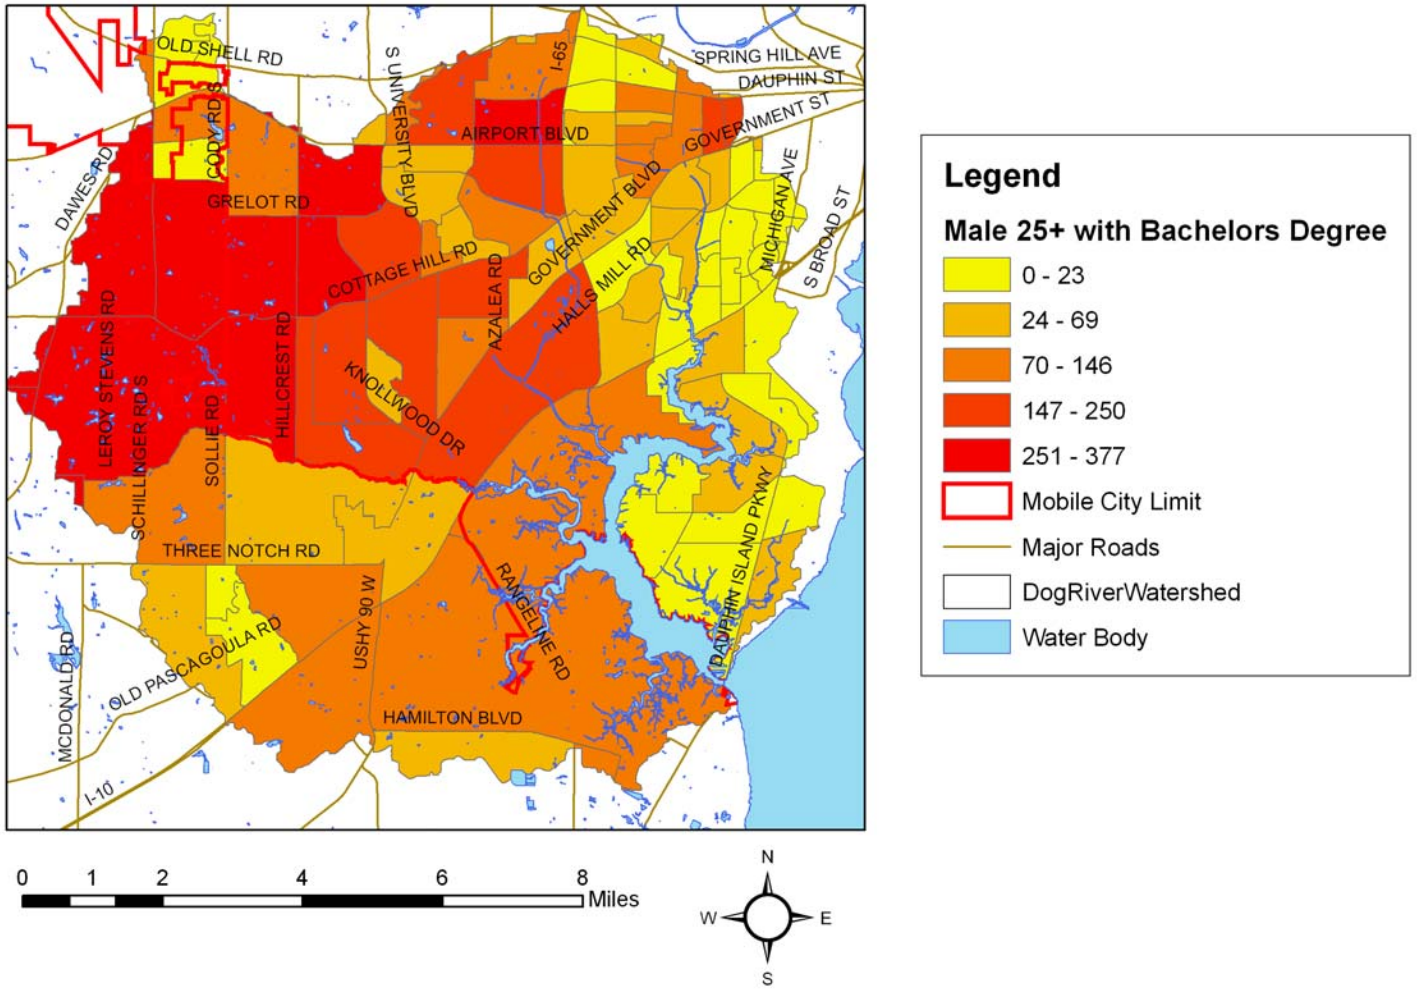 OLD SHELL RD
I-65
S UNIVERSITY BLVD
SPRING HILL AVE
DAUPHIN ST
GOVERNMENT ST
AIRPORT BLVD
CODY RD S
DAWES RD
GRELOT RD
GOVERNMENT BLVD
MICHIGAN AVE
S BROAD ST
COTTAGE HILL RD
AZALEA RD
HALLS MILL RD
LEROY STEVENS RD
SCHILLINGER RD S
SOLLIE RD
HILLCREST RD
KNOLLWOOD DR
THREE NOTCH RD
USHY 90 W
RANGELINE RD
DAUPHIN ISLAND PKWY
MCDONALD RD
OLD PASCAGOULA RD
HAMILTON BLVD
I-10
Legend
Male 25+ with Bachelors Degree
0 - 23
24 - 69
70 - 146
147 - 250
251 - 377
Mobile City Limit
Major Roads
DogRiverWatershed
Water Body
0 1 2 4 6 8
Miles
N
W E
S